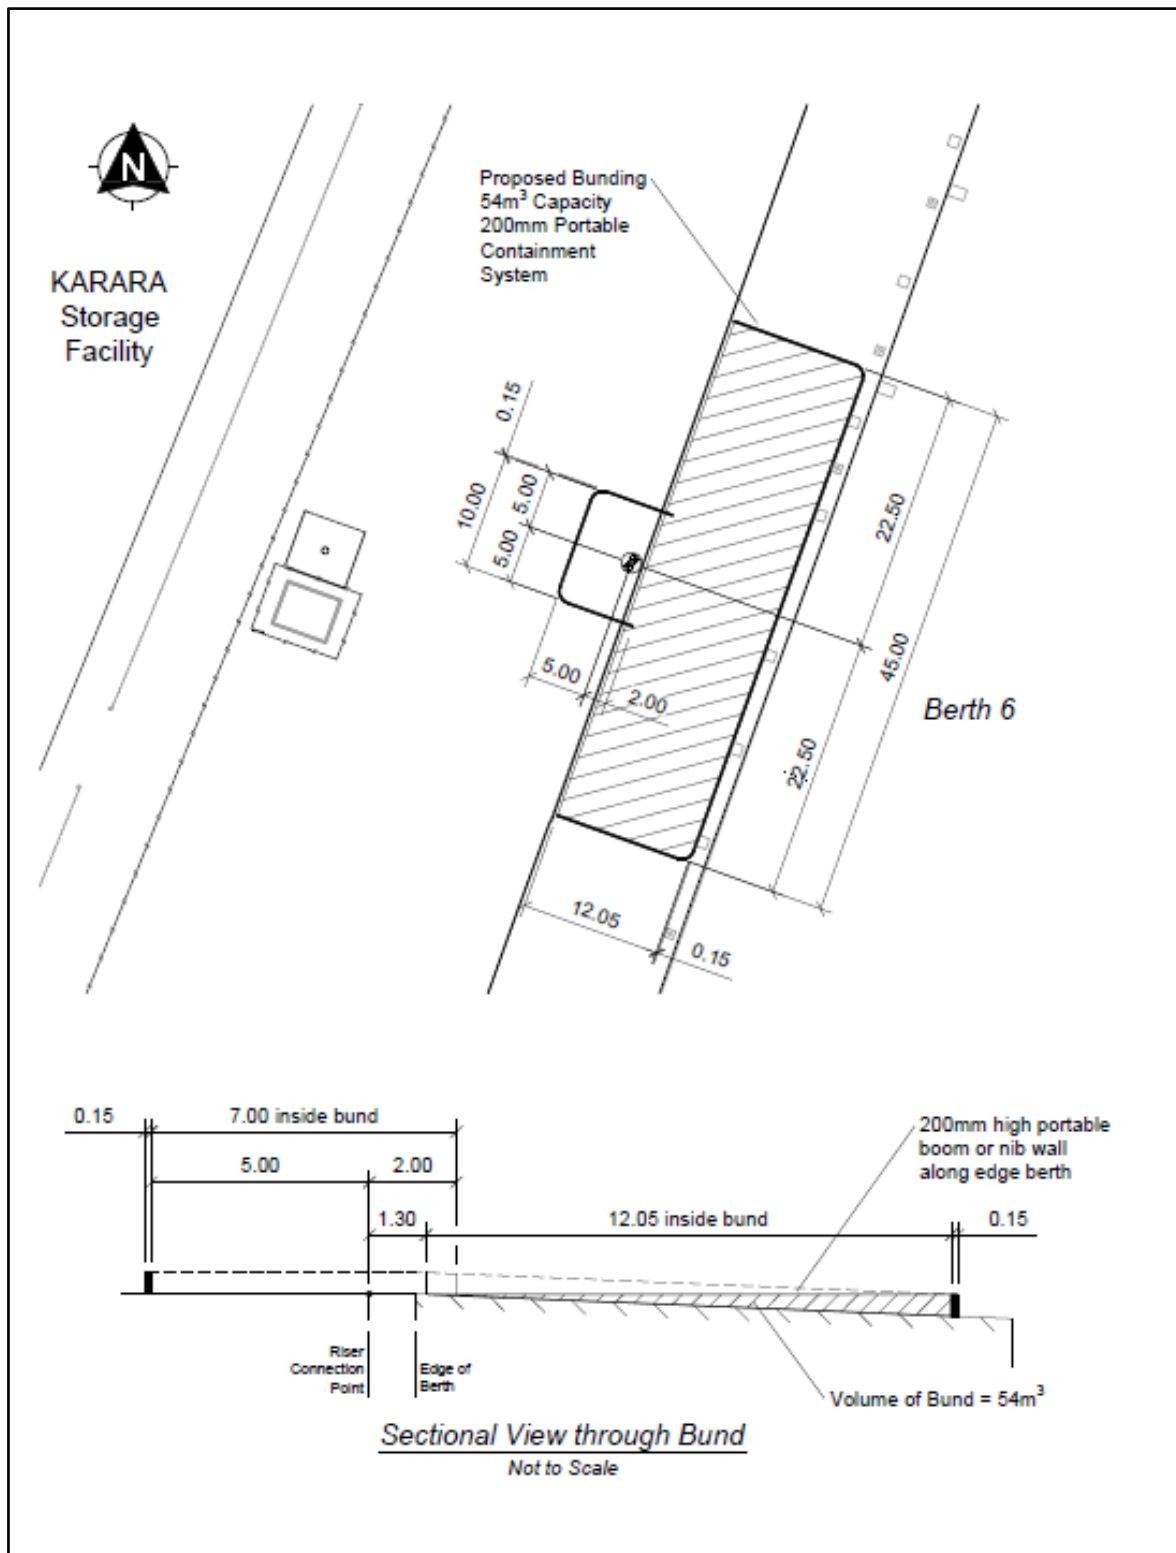 N
KARARA
Storage
Facility
Proposed Bunding
54m³ Capacity
200mm Portable
Containment
System
0.15
10.00
5.00
5.00
5.00
2.00
22.50
45.00
22.50
Berth 6
12.05
0.15
0.15
7.00 inside bund
5.00
2.00
1.30
12.05 inside bund
0.15
200mm high portable
boom or nib wall
along edge berth
Riser
Connection
Point
Edge of
Berth
Volume of Bund = 54m³
Sectional View through Bund
Not to Scale